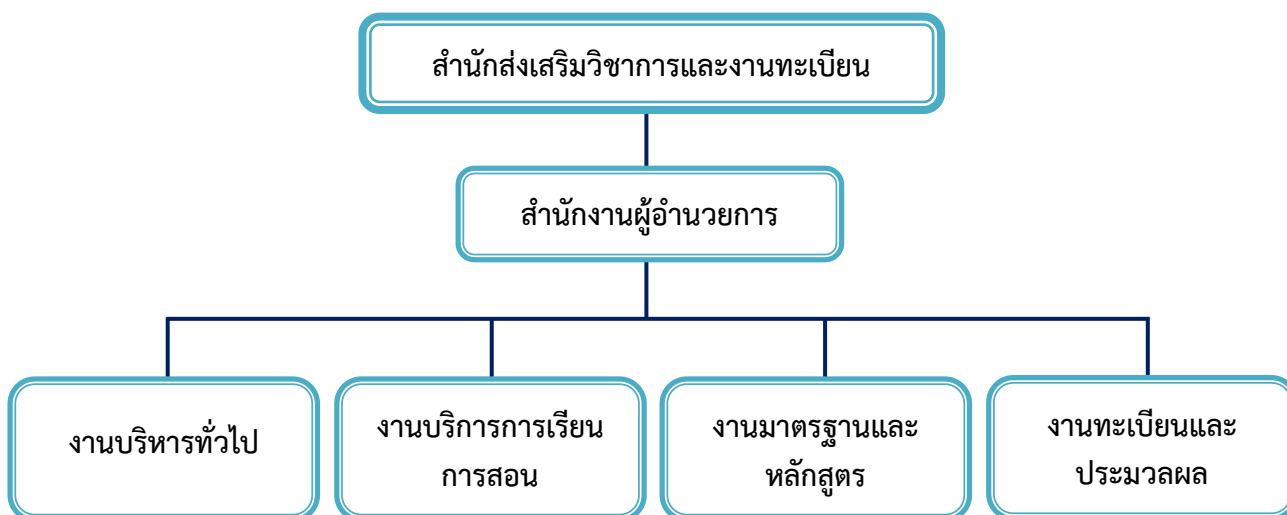 สำนักส่งเสริมวิชาการและงานทะเบียน
สำนักงานผู้อำนวยการ
งานบริหารทั่วไป
งานบริการการเรียน
การสอน
งานมาตรฐานและ
หลักสูตร
งานทะเบียนและ
ประมวลผล